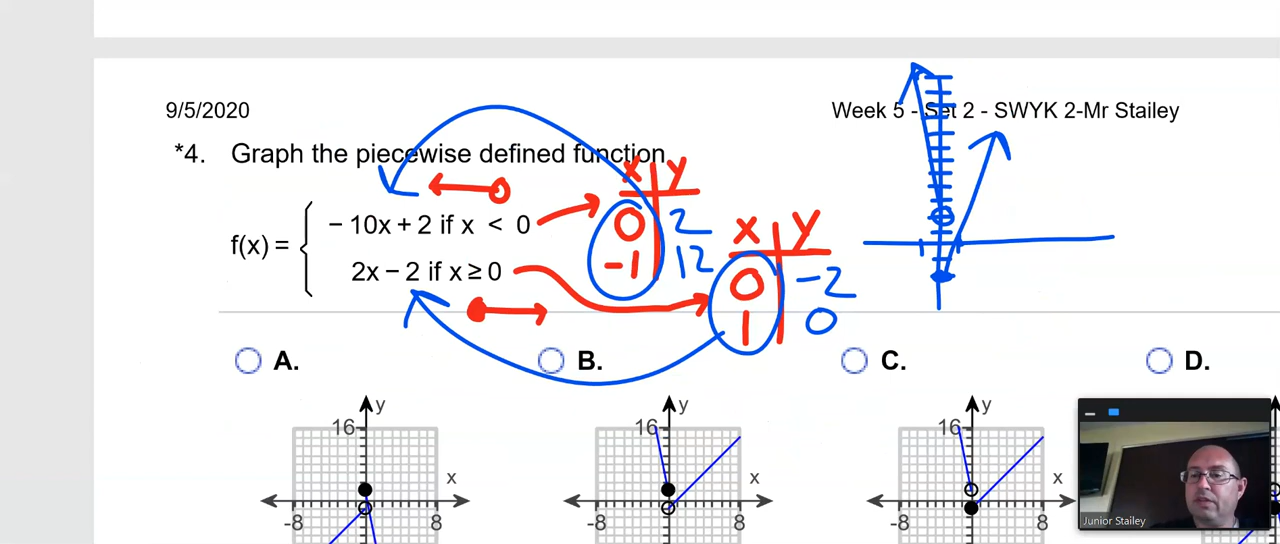 9/5/2020
Week 5 - Set 2 - SWYK 2-Mr Stailey
*4. Graph the piecewise defined function
x y
0 2
-1 12
f(x) = { - 10x + 2 if x < 0
2x - 2 if x ≥ 0
x y
0 -2
1 0
A. B. C. D.
y y y
16 16 16
x x x
-8 8 -8 8 -8 8
Junior Stailey